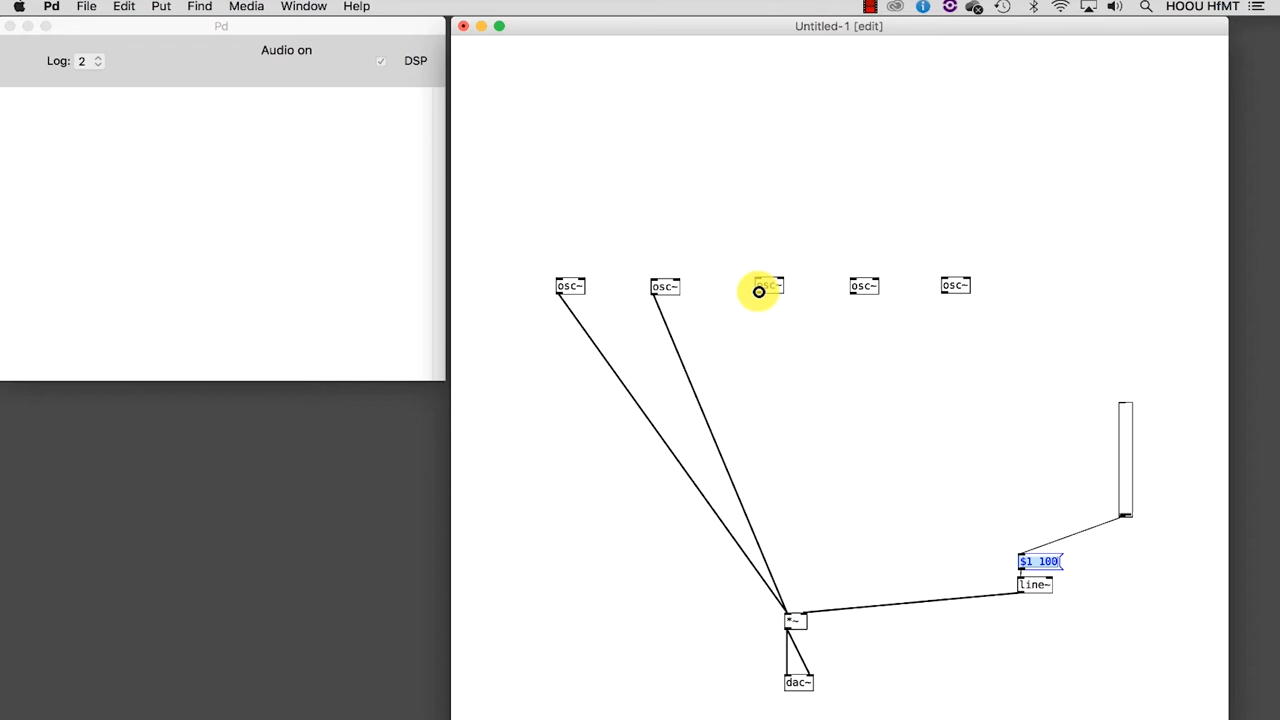 Pd File Edit Put Find Media Window Help HOOU HfMT
Pd
Untitled-1 [edit]
Audio on
Log: 2
DSP
osc~ osc~ osc~ osc~ osc~
$1 100
line~
*~
dac~